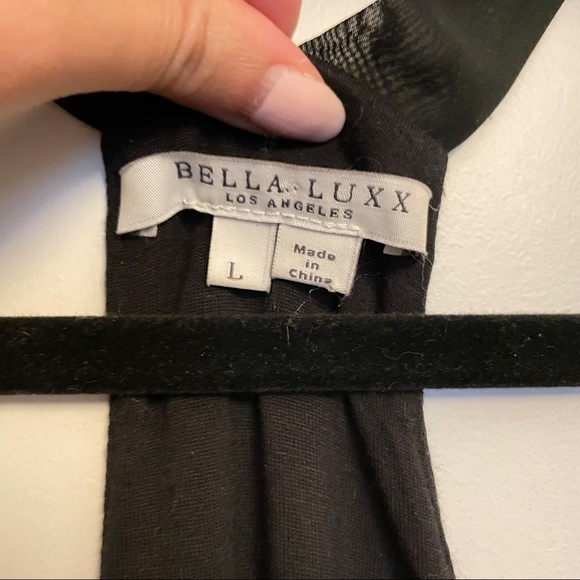 BELLA LUXX
LOS ANGELES
L
Made
in
China